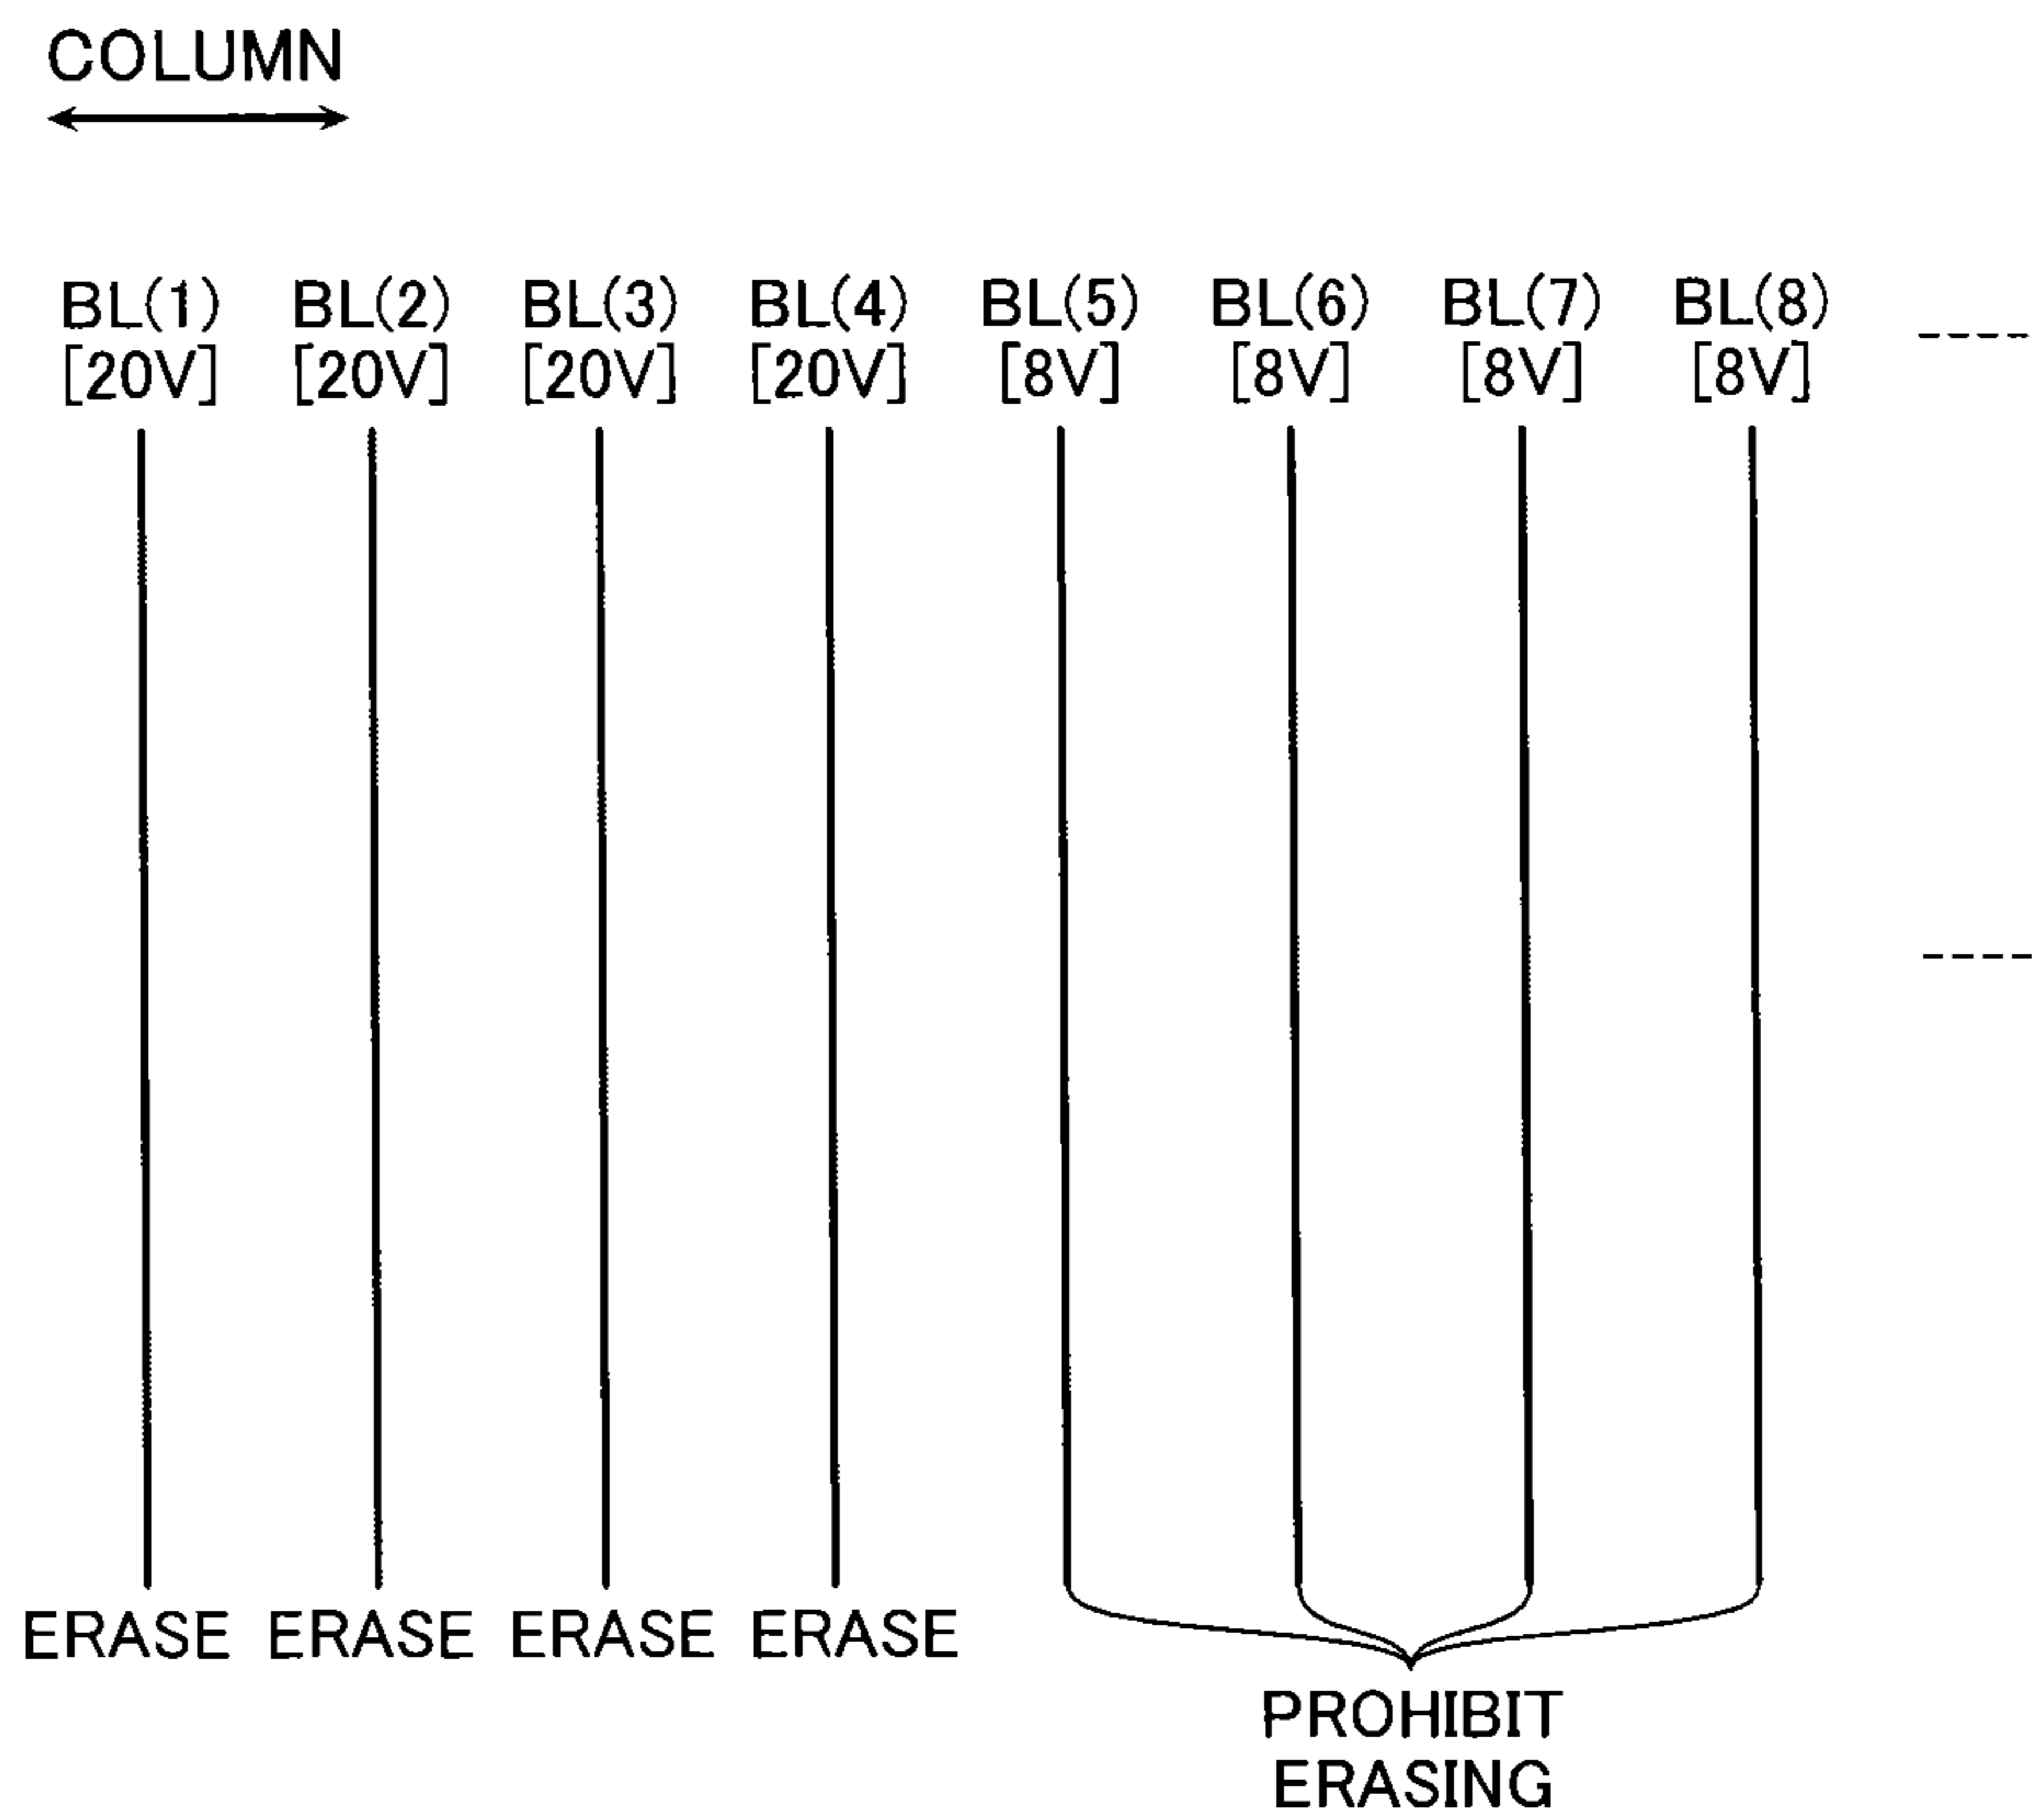 COLUMN
BL(1) BL(2) BL(3) BL(4) BL(5) BL(6) BL(7) BL(8)
[20V] [20V] [20V] [20V] [8V] [8V] [8V] [8V]
ERASE ERASE ERASE ERASE
PROHIBIT
ERASING